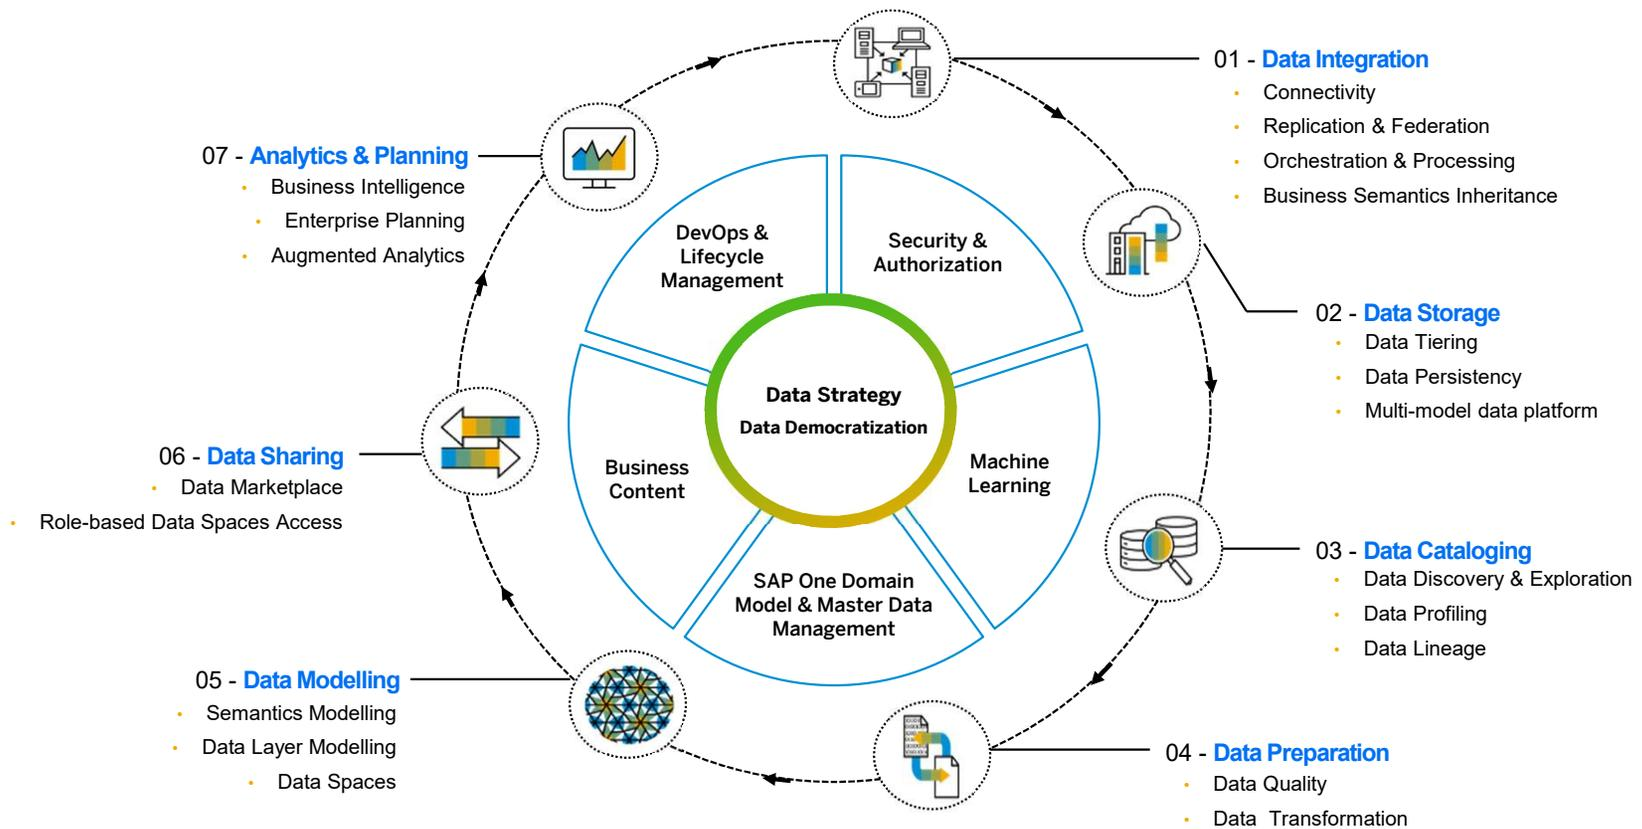 01 - Data Integration
• Connectivity
• Replication & Federation
• Orchestration & Processing
• Business Semantics Inheritance
02 - Data Storage
• Data Tiering
• Data Persistency
• Multi-model data platform
03 - Data Cataloging
• Data Discovery & Exploration
• Data Profiling
• Data Lineage
04 - Data Preparation
• Data Quality
• Data  Transformation
05 - Data Modelling
• Semantics Modelling
• Data Layer Modelling
• Data Spaces
06 - Data Sharing
• Data Marketplace
• Role-based Data Spaces Access
07 - Analytics & Planning
• Business Intelligence
• Enterprise Planning
• Augmented Analytics
DevOps &
Lifecycle
Management
Security &
Authorization
Machine
Learning
SAP One Domain
Model & Master Data
Management
Business
Content
Data Strategy
Data Democratization